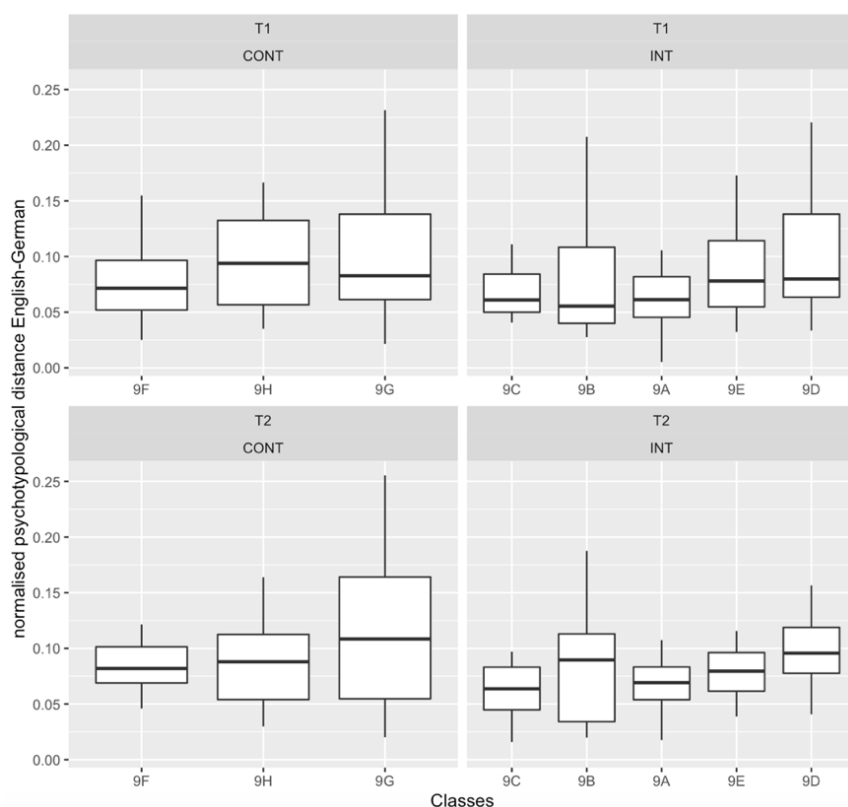 T1
CONT
T1
INT
normalised psychotypological distance English-German
0.25
0.20
0.15
0.10
0.05
0.00
9F 9H 9G
9C 9B 9A 9E 9D
T2
CONT
T2
INT
0.25
0.20
0.15
0.10
0.05
0.00
9F 9H 9G
9C 9B 9A 9E 9D
Classes